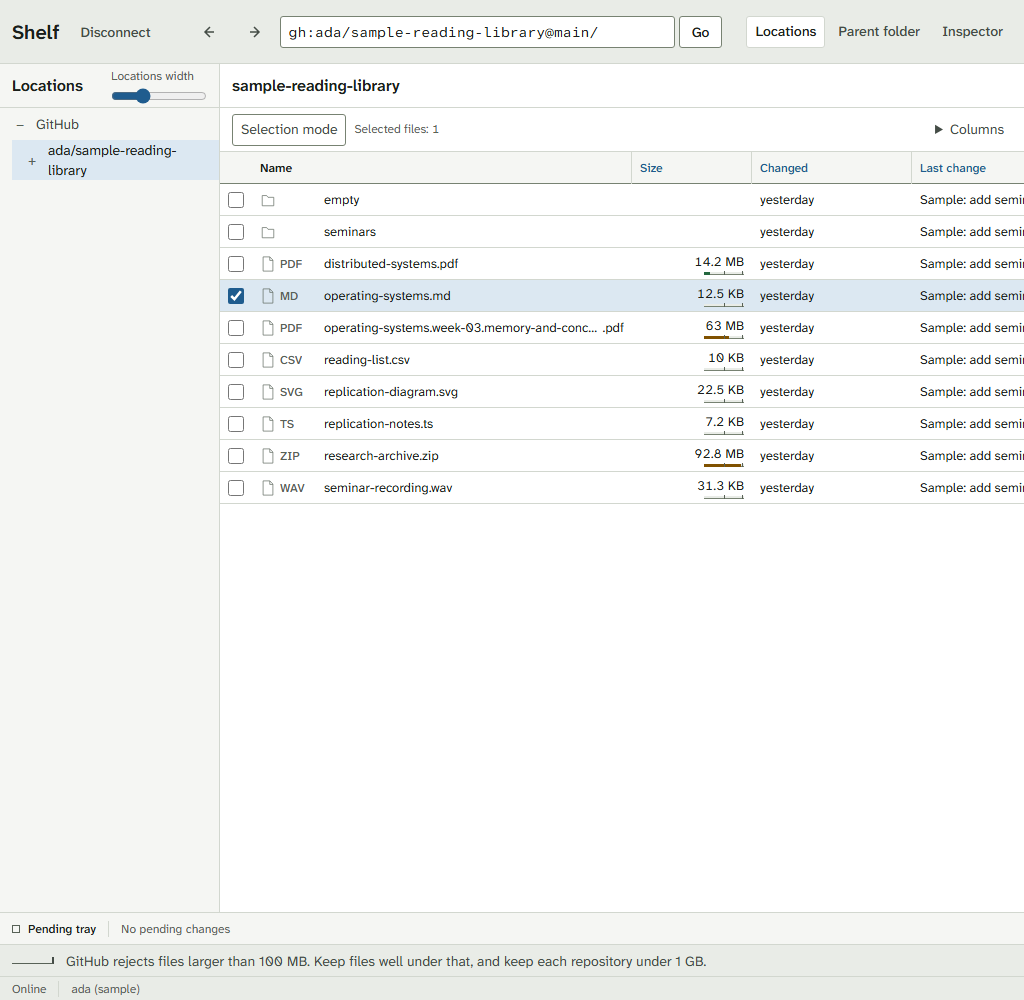 Shelf Disconnect ← → gh:ada/sample-reading-library@main/ Go Locations Parent folder Inspector
Locations Locations width
sample-reading-library
– GitHub
+ ada/sample-reading-
library
Selection mode Selected files: 1 ▶ Columns
Name Size Changed Last change
empty yesterday Sample: add semi
seminars yesterday Sample: add semi
PDF distributed-systems.pdf 14.2 MB yesterday Sample: add semi
MD operating-systems.md 12.5 KB yesterday Sample: add semi
PDF operating-systems.week-03.memory-and-conc... .pdf 63 MB yesterday Sample: add semi
CSV reading-list.csv 10 KB yesterday Sample: add semi
SVG replication-diagram.svg 22.5 KB yesterday Sample: add semi
TS replication-notes.ts 7.2 KB yesterday Sample: add semi
ZIP research-archive.zip 92.8 MB yesterday Sample: add semi
WAV seminar-recording.wav 31.3 KB yesterday Sample: add semi
Pending tray No pending changes
GitHub rejects files larger than 100 MB. Keep files well under that, and keep each repository under 1 GB.
Online ada (sample)